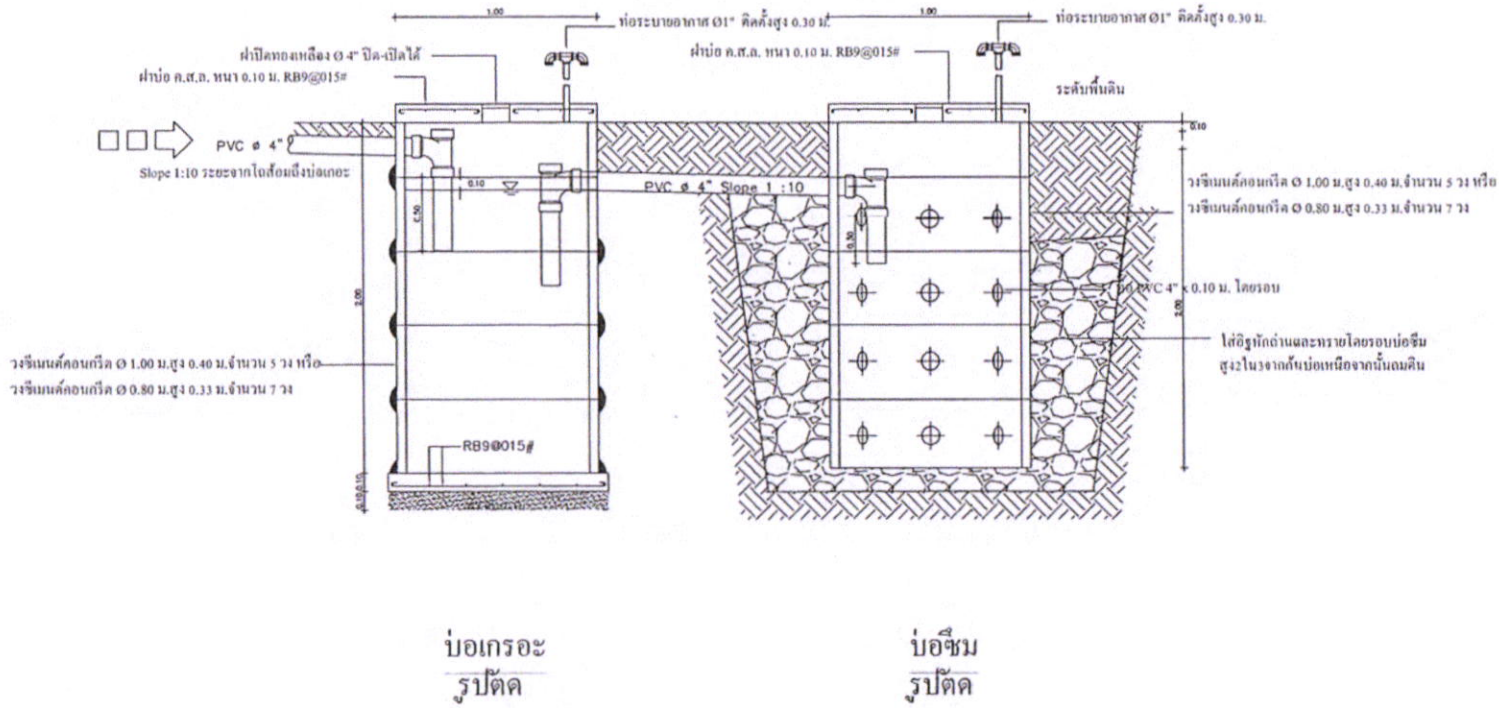 1.00
ท่อระบายอากาศ Ø1" ติดตั้งสูง 0.30 ม.
1.00
ท่อระบายอากาศ Ø1" ติดตั้งสูง 0.30 ม.
ฝาปิดทองเหลือง Ø 4" ปิด-เปิดได้
ฝาบ่อ ค.ส.ล. หนา 0.10 ม. RB9@015#
ฝาบ่อ ค.ส.ล. หนา 0.10 ม. RB9@015#
ระดับพื้นดิน
0.10
PVC ø 4"
Slope 1:10 ระยะจากโถส้วมถึงบ่อเกอะ
0.10
0.50
PVC ø 4" Slope 1 :10
0.30
วงซีเมนต์คอนกรีต Ø 1.00 ม.สูง 0.40 ม.จำนวน 5 วง หรือ
วงซีเมนต์คอนกรีต Ø 0.80 ม.สูง 0.33 ม.จำนวน 7 วง
PVC 4" x 0.10 ม. โดยรอบ
2.00
2.00
ใส่อิฐหักถ่านและทรายโดยรอบบ่อซึม
สูง2ใน3จากก้นบ่อเหนือจากนั้นถมดิน
วงซีเมนต์คอนกรีต Ø 1.00 ม.สูง 0.40 ม.จำนวน 5 วง หรือ
วงซีเมนต์คอนกรีต Ø 0.80 ม.สูง 0.33 ม.จำนวน 7 วง
RB9@015#
0.10
0.10
บ่อเกรอะ
รูปตัด
บ่อซึม
รูปตัด